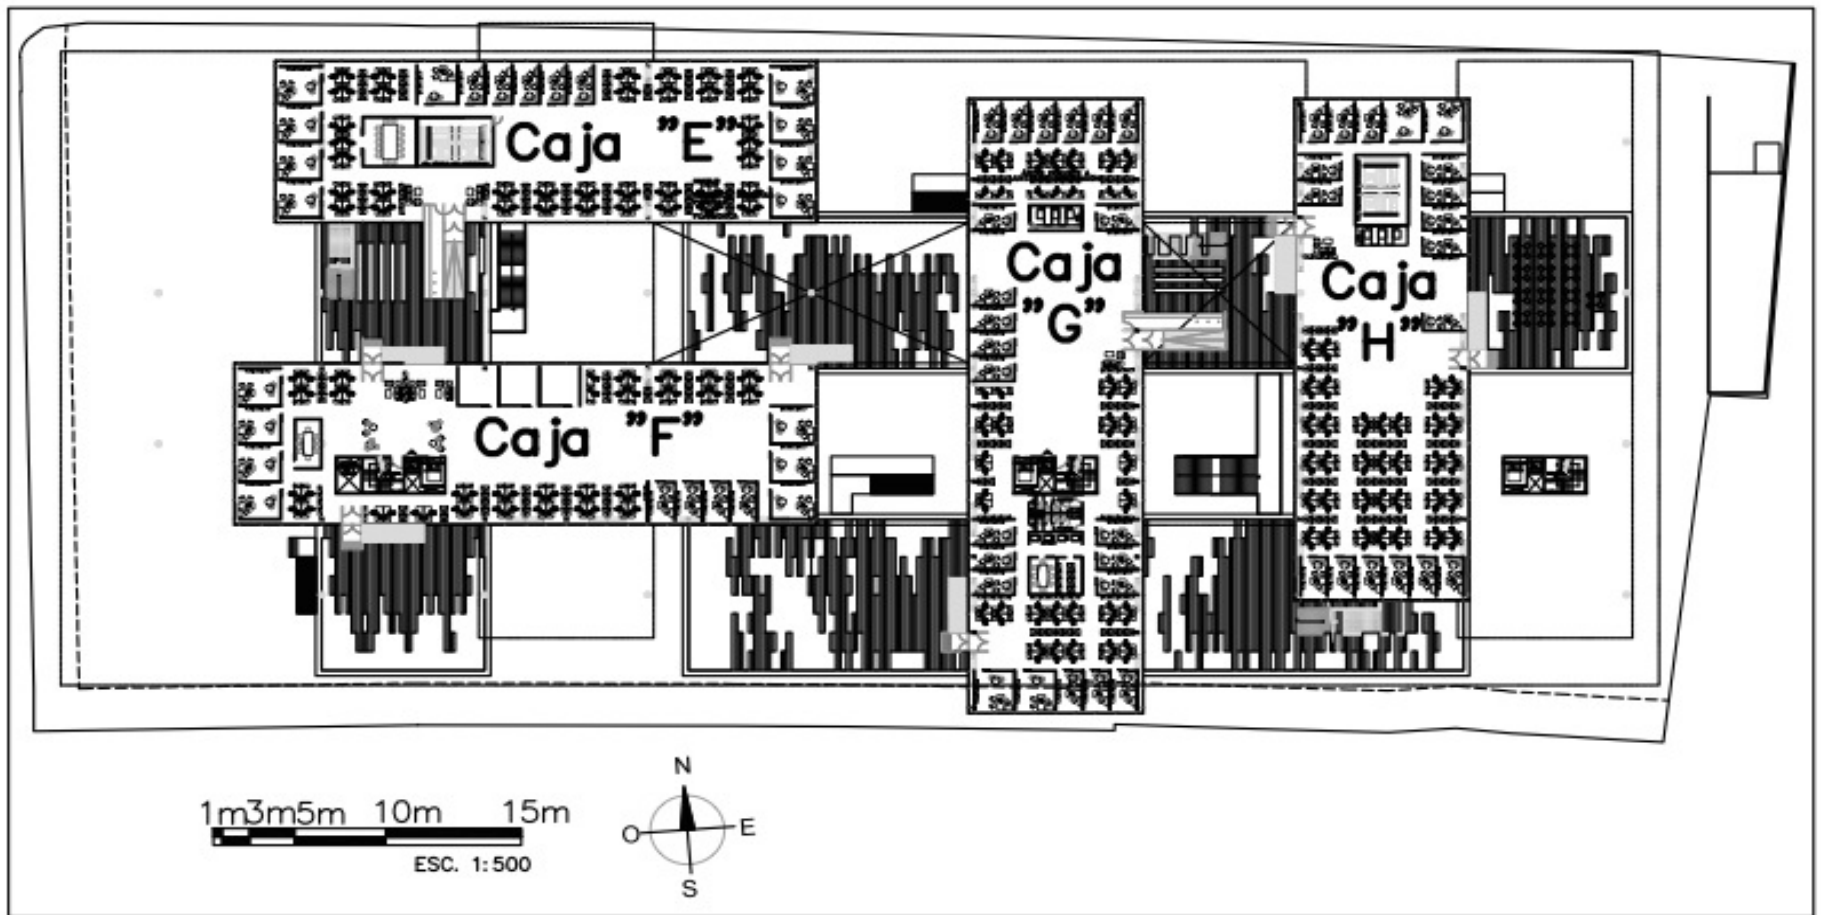 Caja "E"
Caja
"G"
Caja
"H"
Caja "F"
N
1m3m5m 10m 15m
O E
ESC. 1:500
S